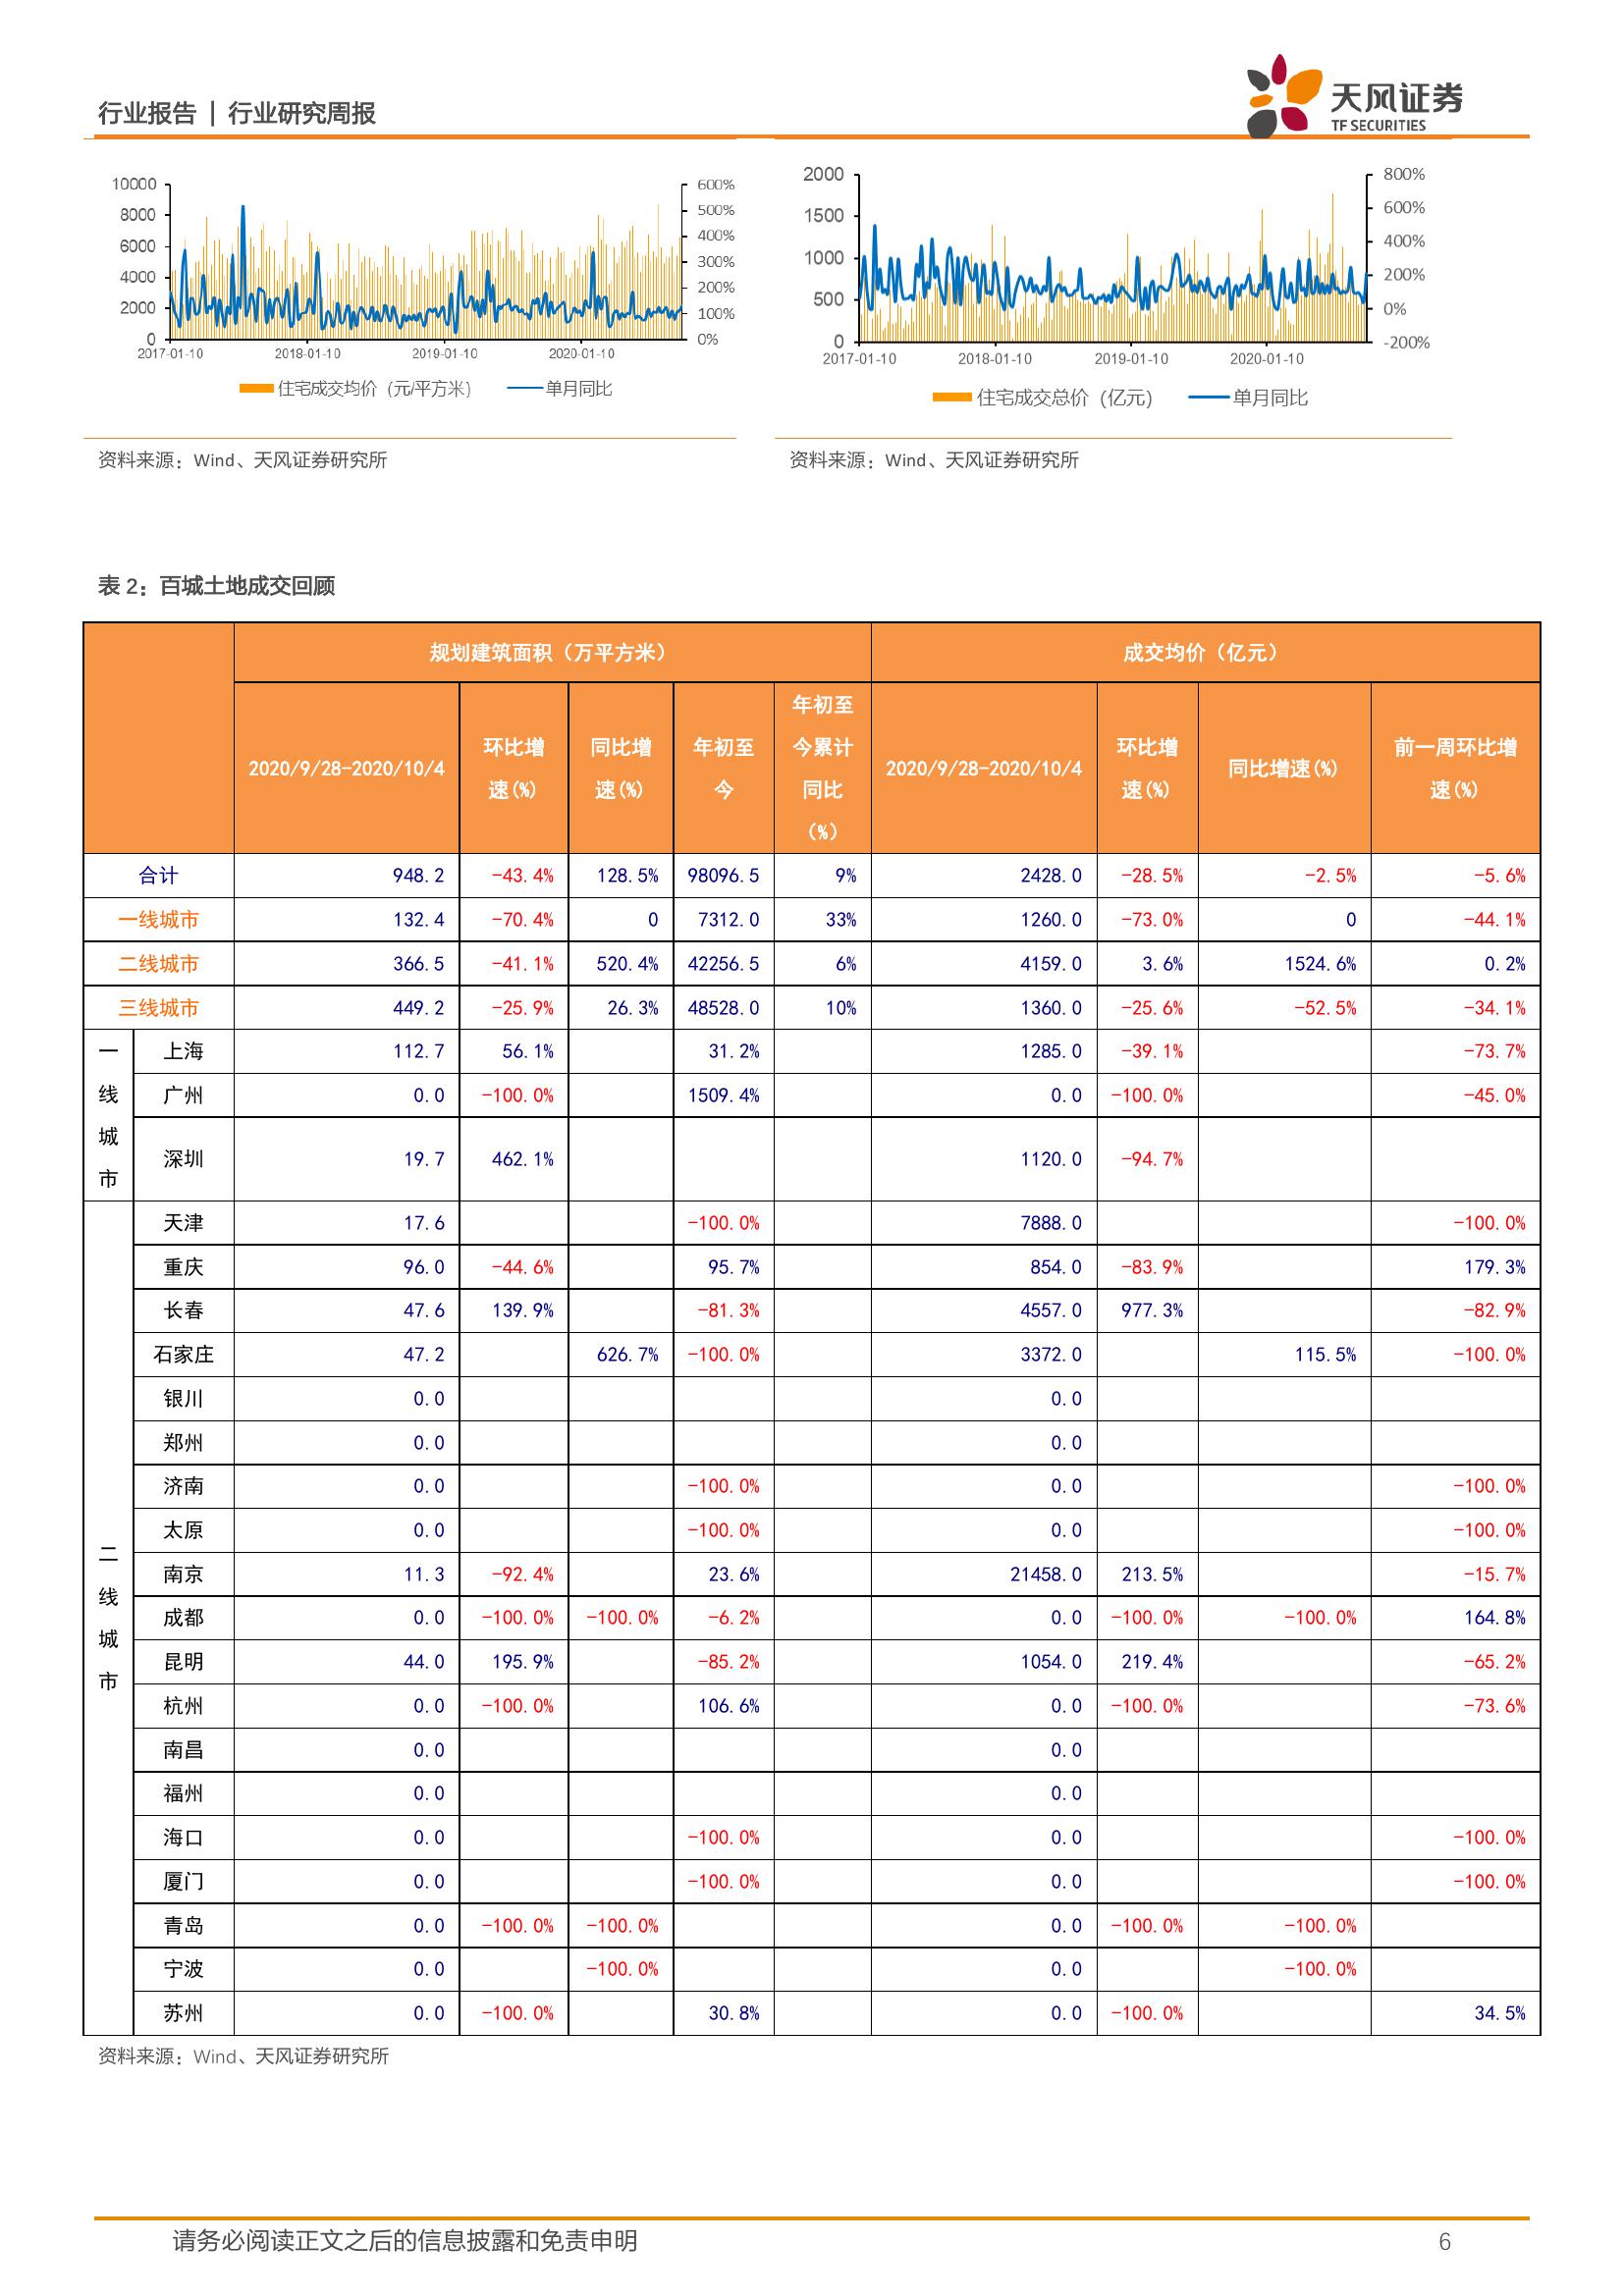 行业报告 | 行业研究周报
天风证券
TF SECURITIES
10000 8000 6000 4000 2000 0
600% 500% 400% 300% 200% 100% 0%
2017-01-10 2018-01-10 2019-01-10 2020-01-10
住宅成交均价（元/平方米） 单月同比
2000 1500 1000 500 0
800% 600% 400% 200% 0% -200%
2017-01-10 2018-01-10 2019-01-10 2020-01-10
住宅成交总价（亿元） 单月同比
资料来源：Wind、天风证券研究所 资料来源：Wind、天风证券研究所
表 2：百城土地成交回顾
规划建筑面积（万平方米） 成交均价（亿元）
2020/9/28-2020/10/4 环比增速(%) 同比增速(%) 年初至今 年初至今累计同比（%） 2020/9/28-2020/10/4 环比增速(%) 同比增速(%) 前一周环比增速(%)
合计 948.2 -43.4% 128.5% 98096.5 9% 2428.0 -28.5% -2.5% -5.6%
一线城市 132.4 -70.4% 0 7312.0 33% 1260.0 -73.0% 0 -44.1%
二线城市 366.5 -41.1% 520.4% 42256.5 6% 4159.0 3.6% 1524.6% 0.2%
三线城市 449.2 -25.9% 26.3% 48528.0 10% 1360.0 -25.6% -52.5% -34.1%
一线城市
上海 112.7 56.1% 31.2% 1285.0 -39.1% -73.7%
广州 0.0 -100.0% 1509.4% 0.0 -100.0% -45.0%
深圳 19.7 462.1% 1120.0 -94.7%
二线城市
天津 17.6 -100.0% 7888.0 -100.0%
重庆 96.0 -44.6% 95.7% 854.0 -83.9% 179.3%
长春 47.6 139.9% -81.3% 4557.0 977.3% -82.9%
石家庄 47.2 626.7% -100.0% 3372.0 115.5% -100.0%
银川 0.0 0.0
郑州 0.0 0.0
济南 0.0 -100.0% 0.0 -100.0%
太原 0.0 -100.0% 0.0 -100.0%
南京 11.3 -92.4% 23.6% 21458.0 213.5% -15.7%
成都 0.0 -100.0% -100.0% -6.2% 0.0 -100.0% -100.0% 164.8%
昆明 44.0 195.9% -85.2% 1054.0 219.4% -65.2%
杭州 0.0 -100.0% 106.6% 0.0 -100.0% -73.6%
南昌 0.0 0.0
福州 0.0 0.0
海口 0.0 -100.0% 0.0 -100.0%
厦门 0.0 -100.0% 0.0 -100.0%
青岛 0.0 -100.0% -100.0% 0.0 -100.0% -100.0%
宁波 0.0 -100.0% 0.0 -100.0%
苏州 0.0 -100.0% 30.8% 0.0 -100.0% 34.5%
资料来源：Wind、天风证券研究所
请务必阅读正文之后的信息披露和免责申明 6